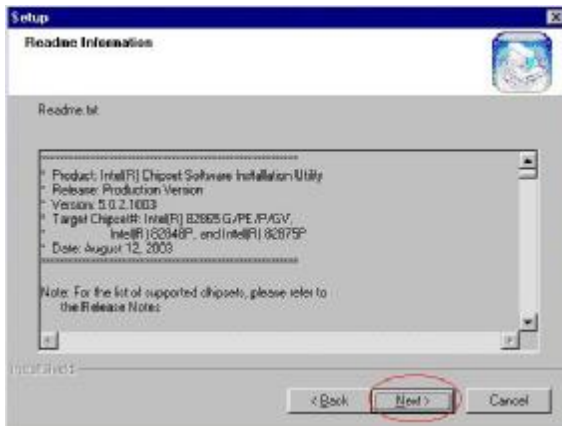 Setup
Readme Information
Readme.txt
* Product: Intel(R) Chipset Software Installation Utility
* Release: Production Version
* Version: 5.0.2.1003
* Target Chipset#: Intel(R) 82865G/PE/P/GV,
* Intel(R) 82848P, and Intel(R) 82875P
* Date: August 12, 2003
Note: For the list of supported chipsets, please refer to
the Release Notes
InstallShield
< Back
Next >
Cancel